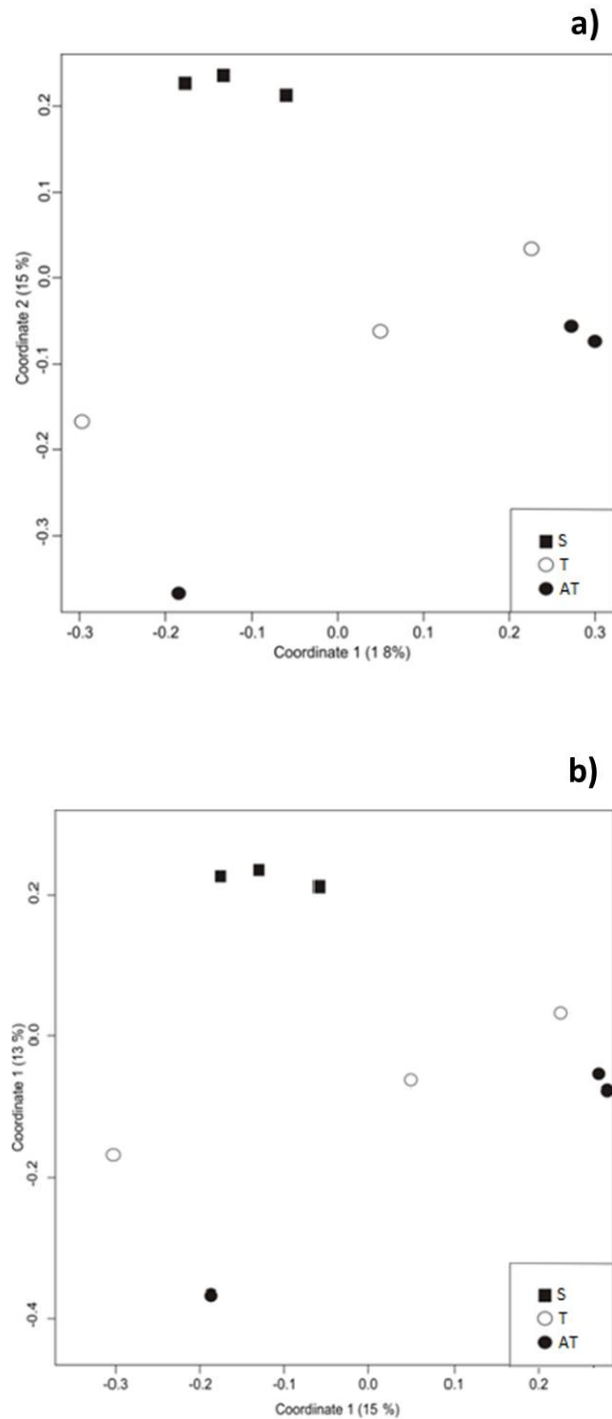 a)
0.2
0.1
0.0
-0.1
-0.2
-0.3
Coordinate 2 (15 %)
S
T
AT
-0.3 -0.2 -0.1 0.0 0.1 0.2 0.3
Coordinate 1 (1 8%)
b)
0.2
0.0
-0.2
-0.4
Coordinate 1 (13 %)
S
T
AT
-0.3 -0.2 -0.1 0.0 0.1 0.2
Coordinate 1 (15 %)